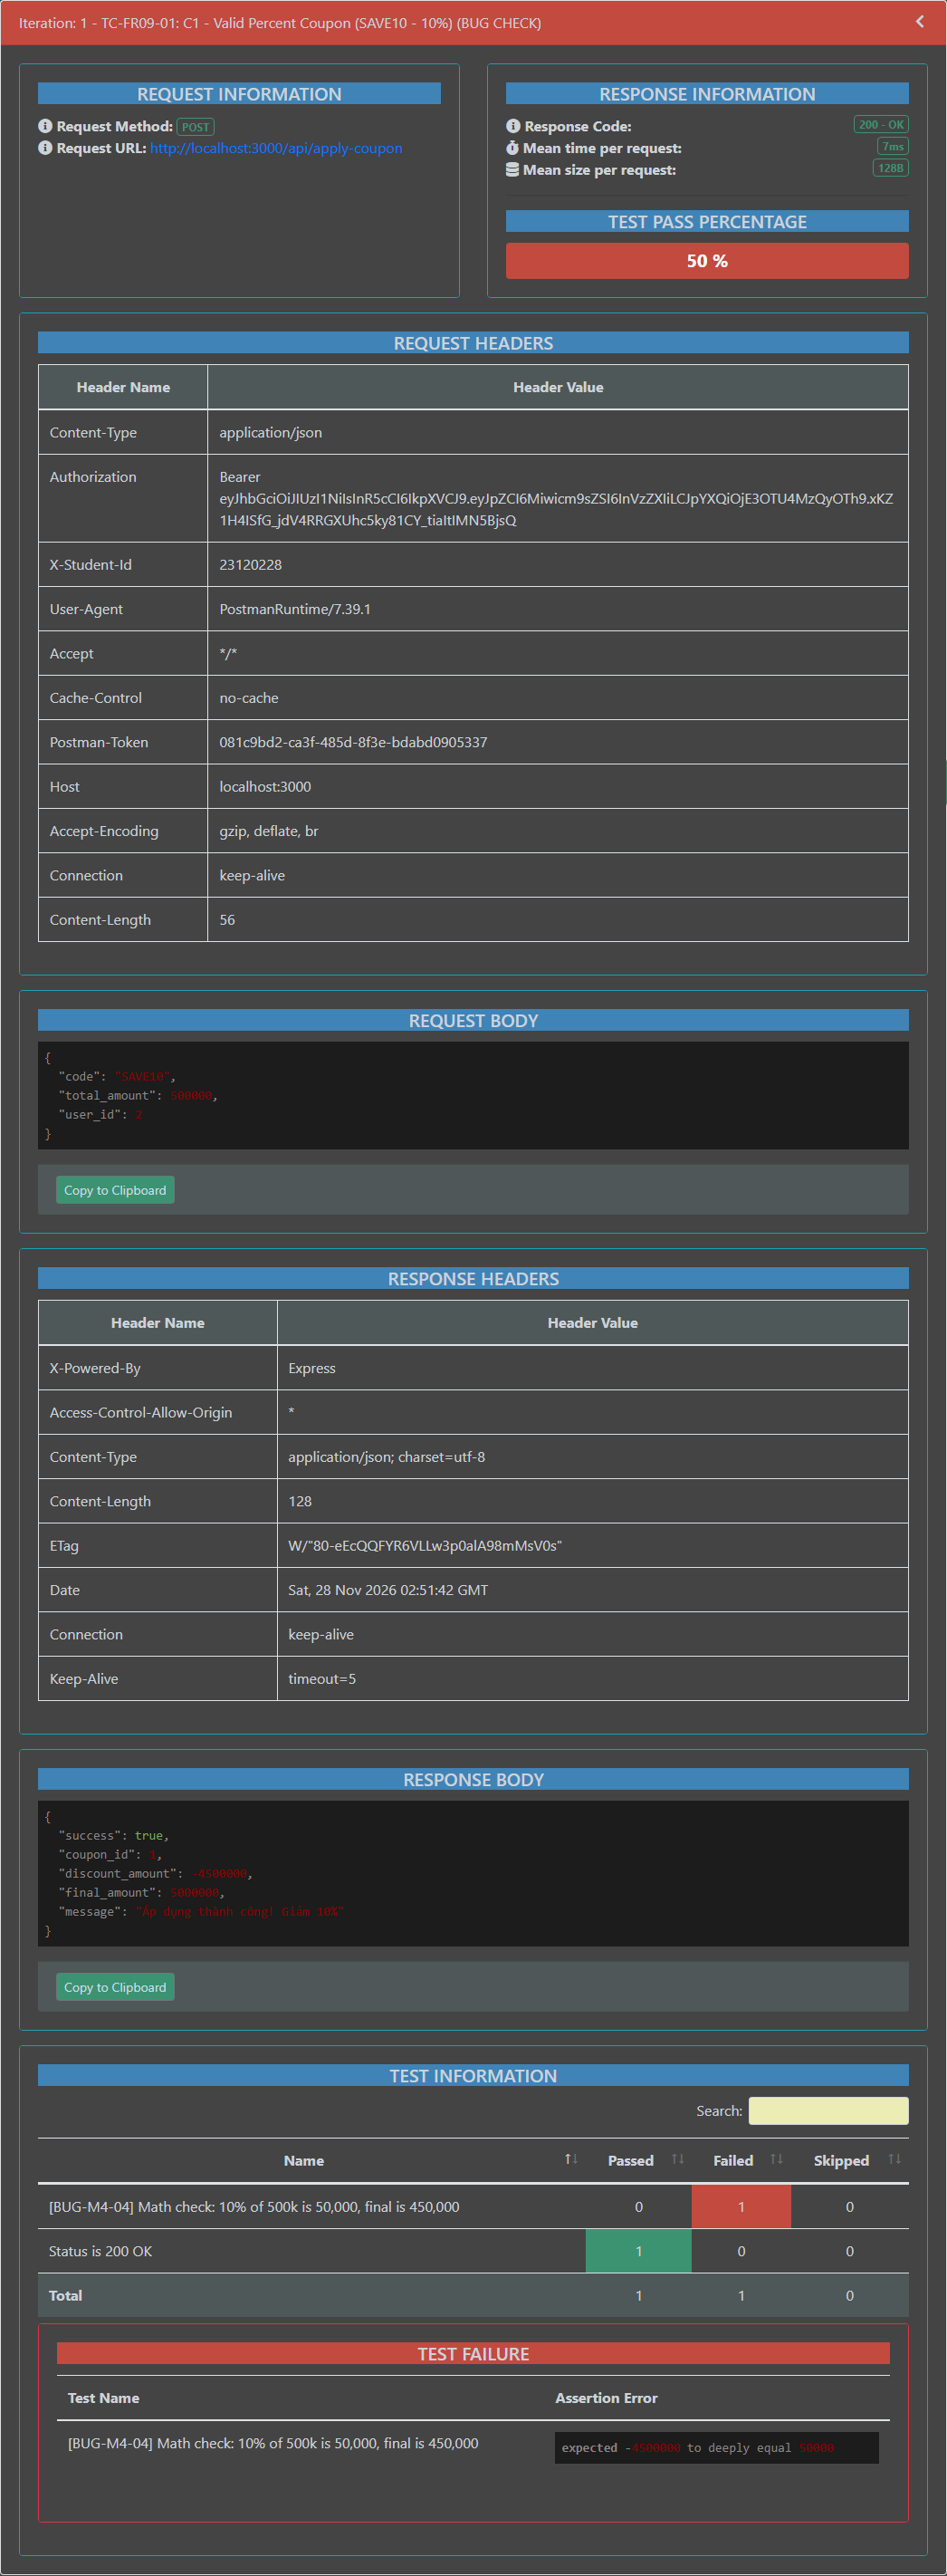 Iteration: 1 - TC-FR09-01: C1 - Valid Percent Coupon (SAVE10 - 10%) (BUG CHECK)
REQUEST INFORMATION
Request Method: POST
Request URL: http://localhost:3000/api/apply-coupon
RESPONSE INFORMATION
Response Code: 200 - OK
Mean time per request: 7ms
Mean size per request: 128B
TEST PASS PERCENTAGE
50 %
REQUEST HEADERS
Header Name Header Value
Content-Type application/json
Authorization Bearer
eyJhbGciOiJIUzI1NiIsInR5cCI6IkpXVCJ9.eyJpZCI6Miwicm9sZSI6InVzZXIiLCJpYXQiOjE3OTU4MzQyOTh9.xKZ
1H4ISfG_jdV4RRGXUhc5ky81CY_tiaItIMN5BjsQ
X-Student-Id 23120228
User-Agent PostmanRuntime/7.39.1
Accept */*
Cache-Control no-cache
Postman-Token 081c9bd2-ca3f-485d-8f3e-bdabd0905337
Host localhost:3000
Accept-Encoding gzip, deflate, br
Connection keep-alive
Content-Length 56
REQUEST BODY
{
"code": "SAVE10",
"total_amount": 500000,
"user_id": 2
}
Copy to Clipboard
RESPONSE HEADERS
Header Name Header Value
X-Powered-By Express
Access-Control-Allow-Origin *
Content-Type application/json; charset=utf-8
Content-Length 128
ETag W/"80-eEcQQFYR6VLLw3p0alA98mMsV0s"
Date Sat, 28 Nov 2026 02:51:42 GMT
Connection keep-alive
Keep-Alive timeout=5
RESPONSE BODY
{
"success": true,
"coupon_id": 1,
"discount_amount": -4500000,
"final_amount": 5000000,
"message": "Áp dụng thành công! Giảm 10%"
}
Copy to Clipboard
TEST INFORMATION
Search:
Name Passed Failed Skipped
[BUG-M4-04] Math check: 10% of 500k is 50,000, final is 450,000 0 1 0
Status is 200 OK 1 0 0
Total 1 1 0
TEST FAILURE
Test Name Assertion Error
[BUG-M4-04] Math check: 10% of 500k is 50,000, final is 450,000 expected -4500000 to deeply equal 50000